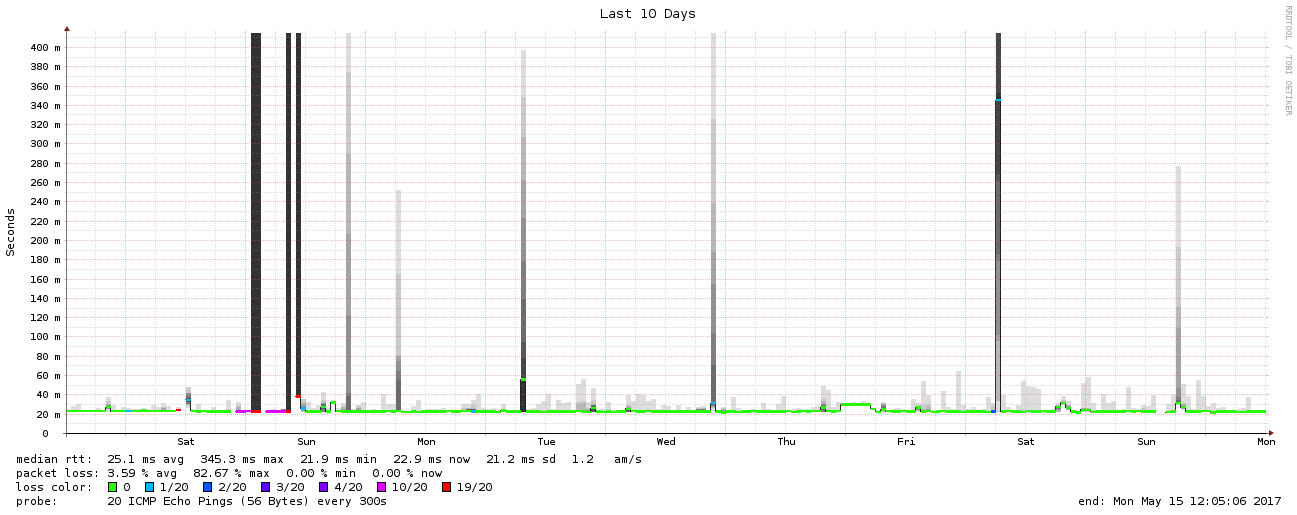 Last 10 Days
RRDTOOL / TOBI OETIKER
Seconds
400 m
380 m
360 m
340 m
320 m
300 m
280 m
260 m
240 m
220 m
200 m
180 m
160 m
140 m
120 m
100 m
80 m
60 m
40 m
20 m
0
Sat Sun Mon Tue Wed Thu Fri Sat Sun Mon
median rtt: 25.1 ms avg 345.3 ms max 21.9 ms min 22.9 ms now 21.2 ms sd 1.2 am/s
packet loss: 3.59 % avg 82.67 % max 0.00 % min 0.00 % now
loss color: 0 1/20 2/20 3/20 4/20 10/20 19/20
probe: 20 ICMP Echo Pings (56 Bytes) every 300s end: Mon May 15 12:05:06 2017